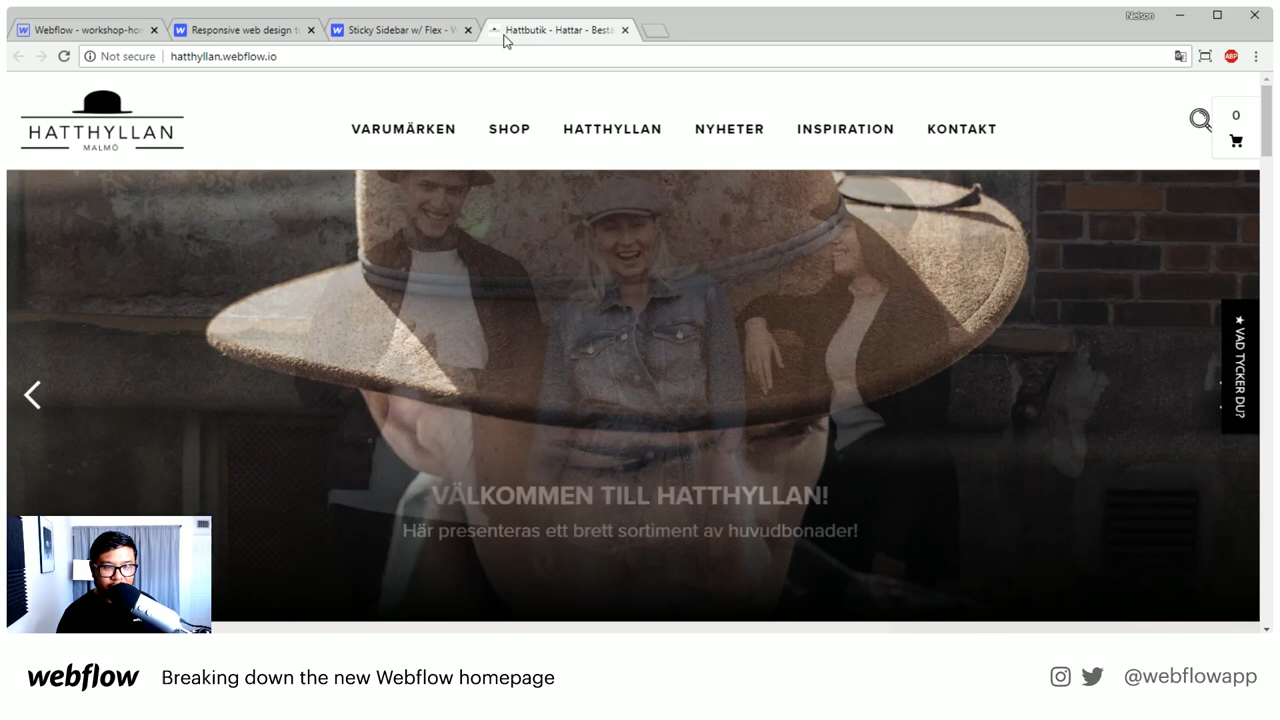 Nelson
Webflow - workshop-hor
Responsive web design t
Sticky Sidebar w/ Flex - W
Hattbutik - Hattar - Bestä
Not secure
hatthyllan.webflow.io
ABP
HATTHYLLAN
MALMÖ
VARUMÄRKEN
SHOP
HATTHYLLAN
NYHETER
INSPIRATION
KONTAKT
0
★ VAD TYCKER DU?
VÄLKOMMEN TILL HATTHYLLAN!
Här presenteras ett brett sortiment av huvudbonader!
webflow
Breaking down the new Webflow homepage
@webflowapp